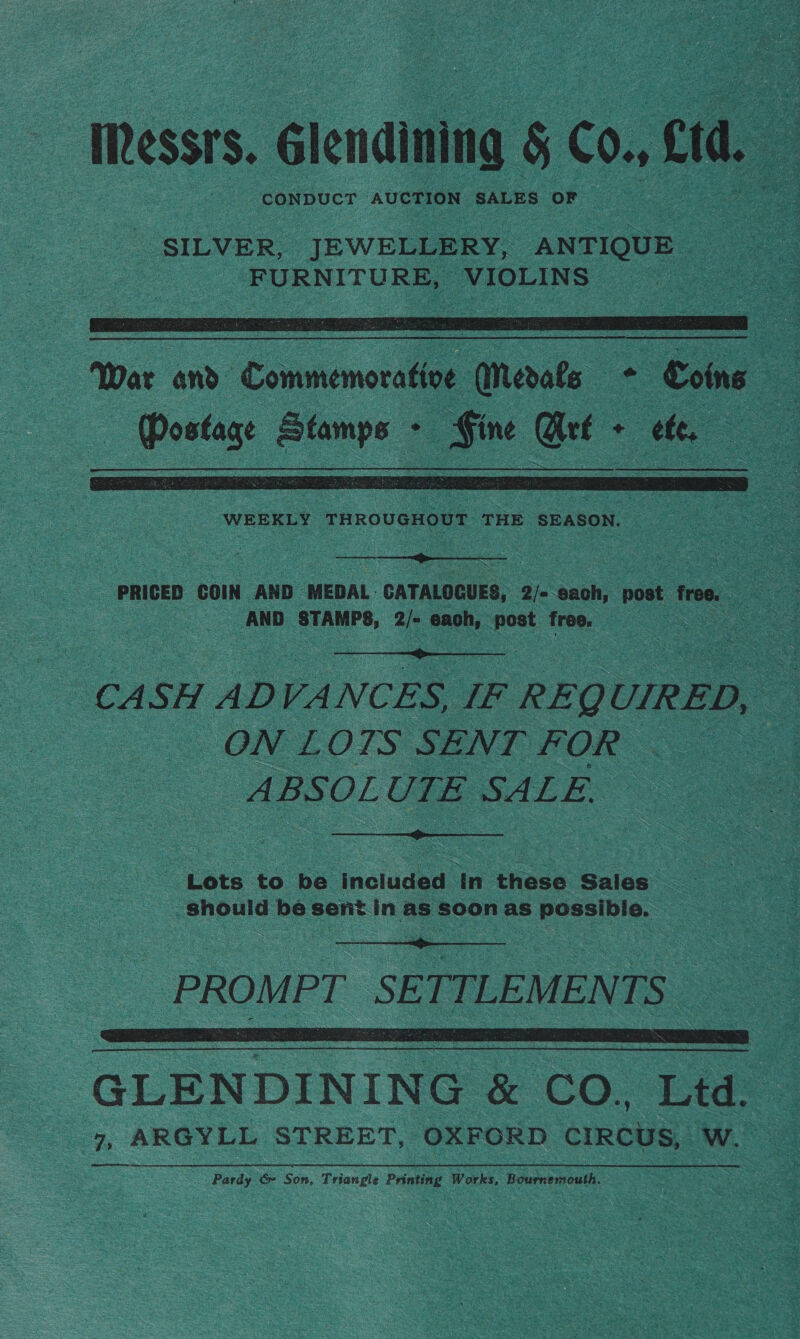 Messrs. Glendining & Co., Ltd.
CONDUCT AUCTION SALES OF
SILVER, JEWELLERY, ANTIQUE
FURNITURE, VIOLINS
War and Commemorative Medals • Coins
Postage Stamps • Fine Art • etc.
WEEKLY THROUGHOUT THE SEASON.
PRICED COIN AND MEDAL CATALOGUES, 2/- each, post free.
AND STAMPS, 2/- each, post free.
CASH ADVANCES, IF REQUIRED,
ON LOTS SENT FOR
ABSOLUTE SALE.
Lots to be included in these Sales
should be sent in as soon as possible.
PROMPT SETTLEMENTS
GLENDINING & CO., Ltd.
7, ARGYLL STREET, OXFORD CIRCUS, W.
Pardy & Son, Triangle Printing Works, Bournemouth.